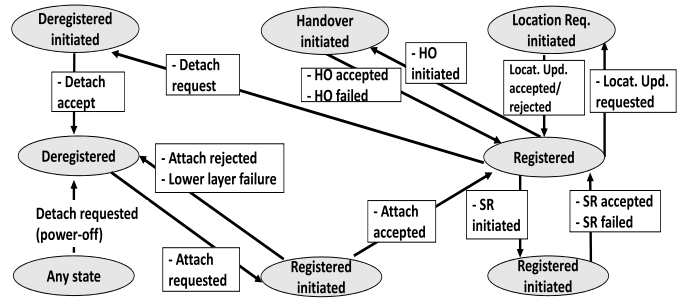 Deregistered
initiated
Handover
initiated
Location Req.
initiated
- HO
initiated
- Detach
request
- HO accepted
- HO failed
Locat. Upd.
accepted/
rejected
- Locat. Upd.
requested
- Detach
accept
Deregistered
- Attach rejected
- Lower layer failure
Registered
Detach requested
(power-off)
- Attach
accepted
- SR
initiated
- SR accepted
- SR failed
- Attach
requested
Any state
Registered
initiated
Registered
initiated